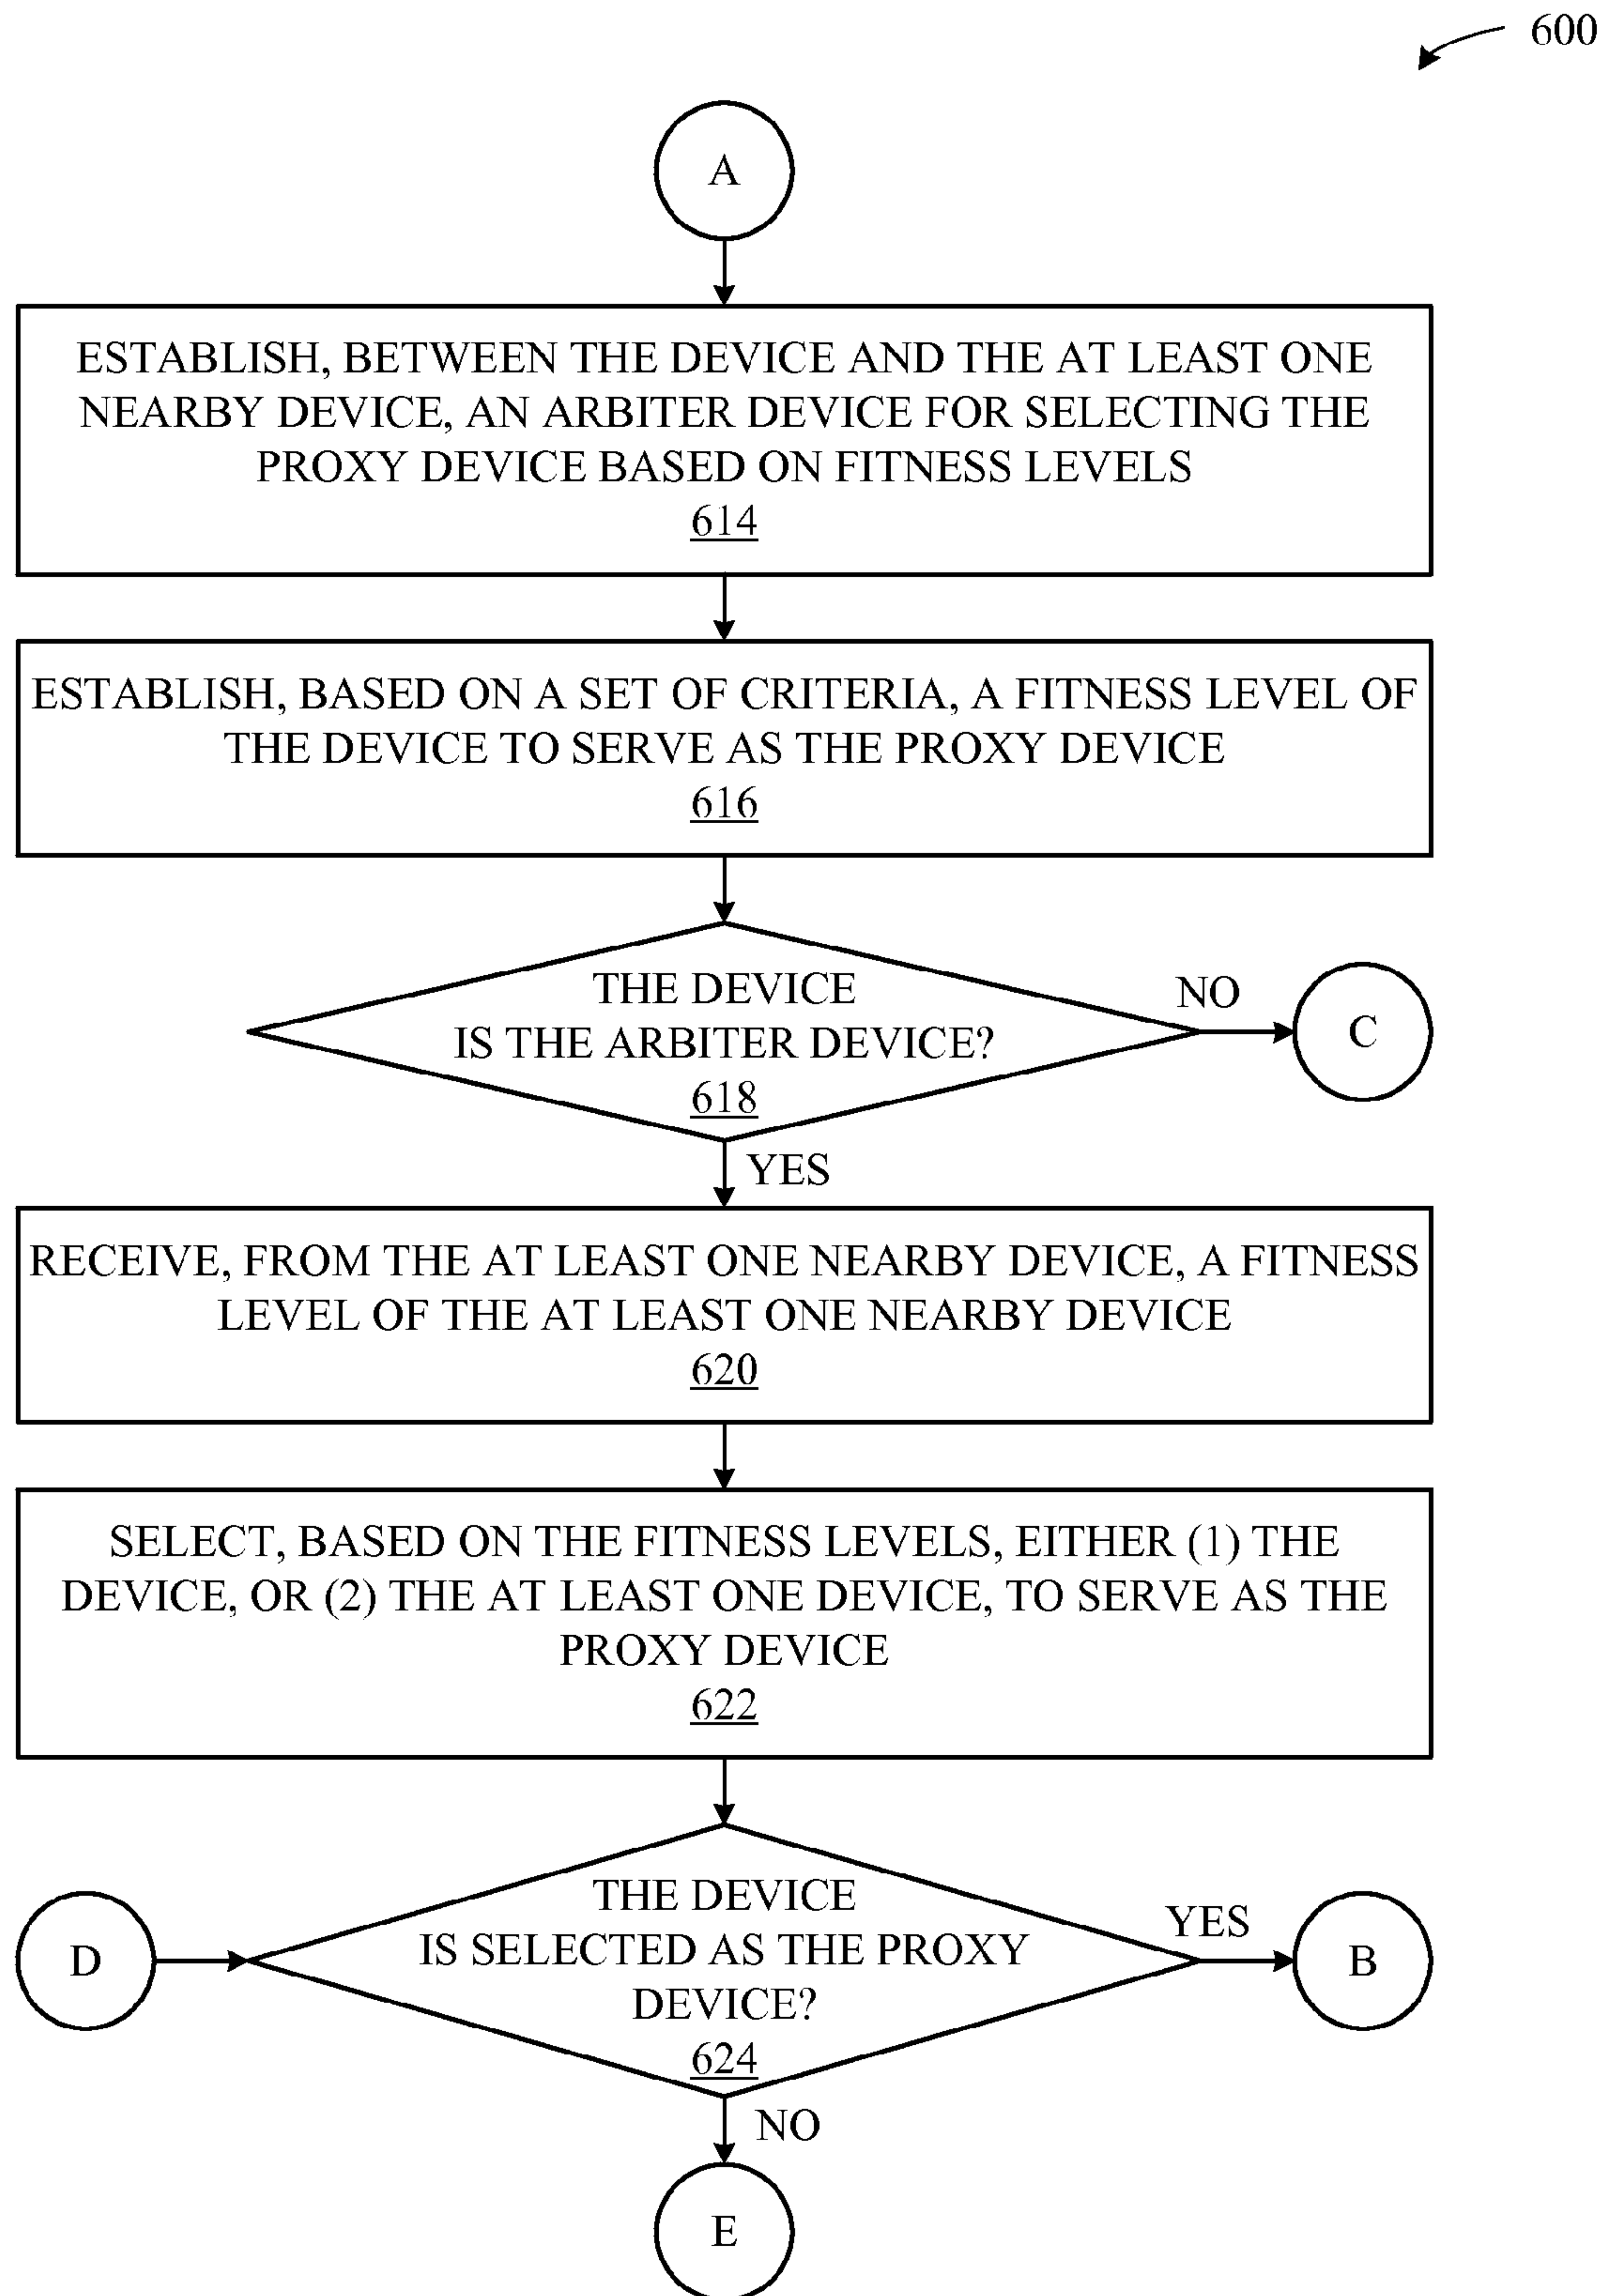 600
A
ESTABLISH, BETWEEN THE DEVICE AND THE AT LEAST ONE
NEARBY DEVICE, AN ARBITER DEVICE FOR SELECTING THE
PROXY DEVICE BASED ON FITNESS LEVELS
614
ESTABLISH, BASED ON A SET OF CRITERIA, A FITNESS LEVEL OF
THE DEVICE TO SERVE AS THE PROXY DEVICE
616
THE DEVICE
IS THE ARBITER DEVICE?
618
NO
C
YES
RECEIVE, FROM THE AT LEAST ONE NEARBY DEVICE, A FITNESS
LEVEL OF THE AT LEAST ONE NEARBY DEVICE
620
SELECT, BASED ON THE FITNESS LEVELS, EITHER (1) THE
DEVICE, OR (2) THE AT LEAST ONE DEVICE, TO SERVE AS THE
PROXY DEVICE
622
D
THE DEVICE
IS SELECTED AS THE PROXY
DEVICE?
624
YES
B
NO
E